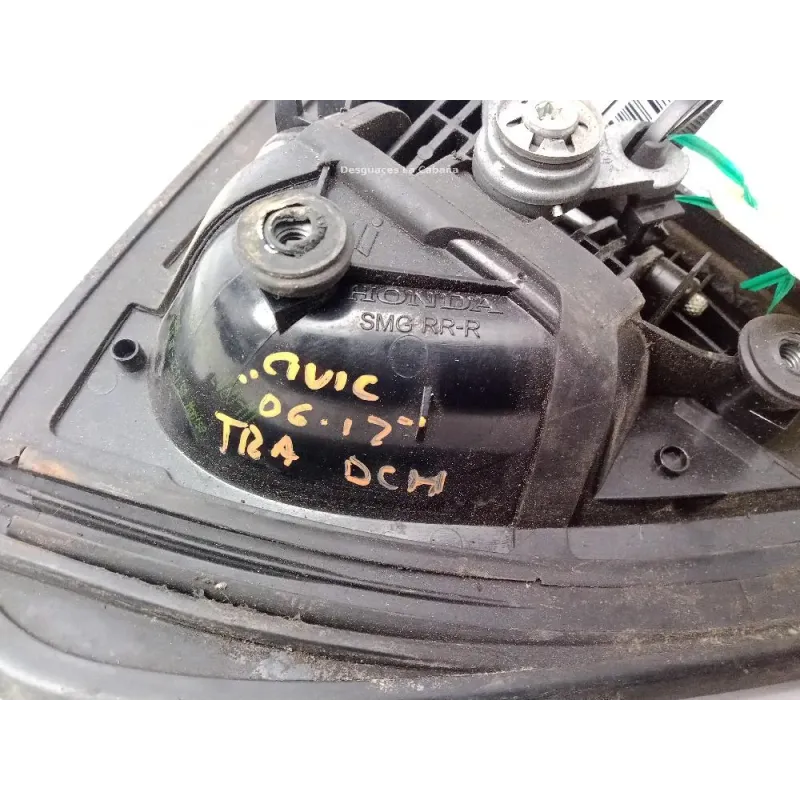 Desguaces La Cabaña
HONDA
SMG RR-R
"CIVIC
06-12"
TRA DCH